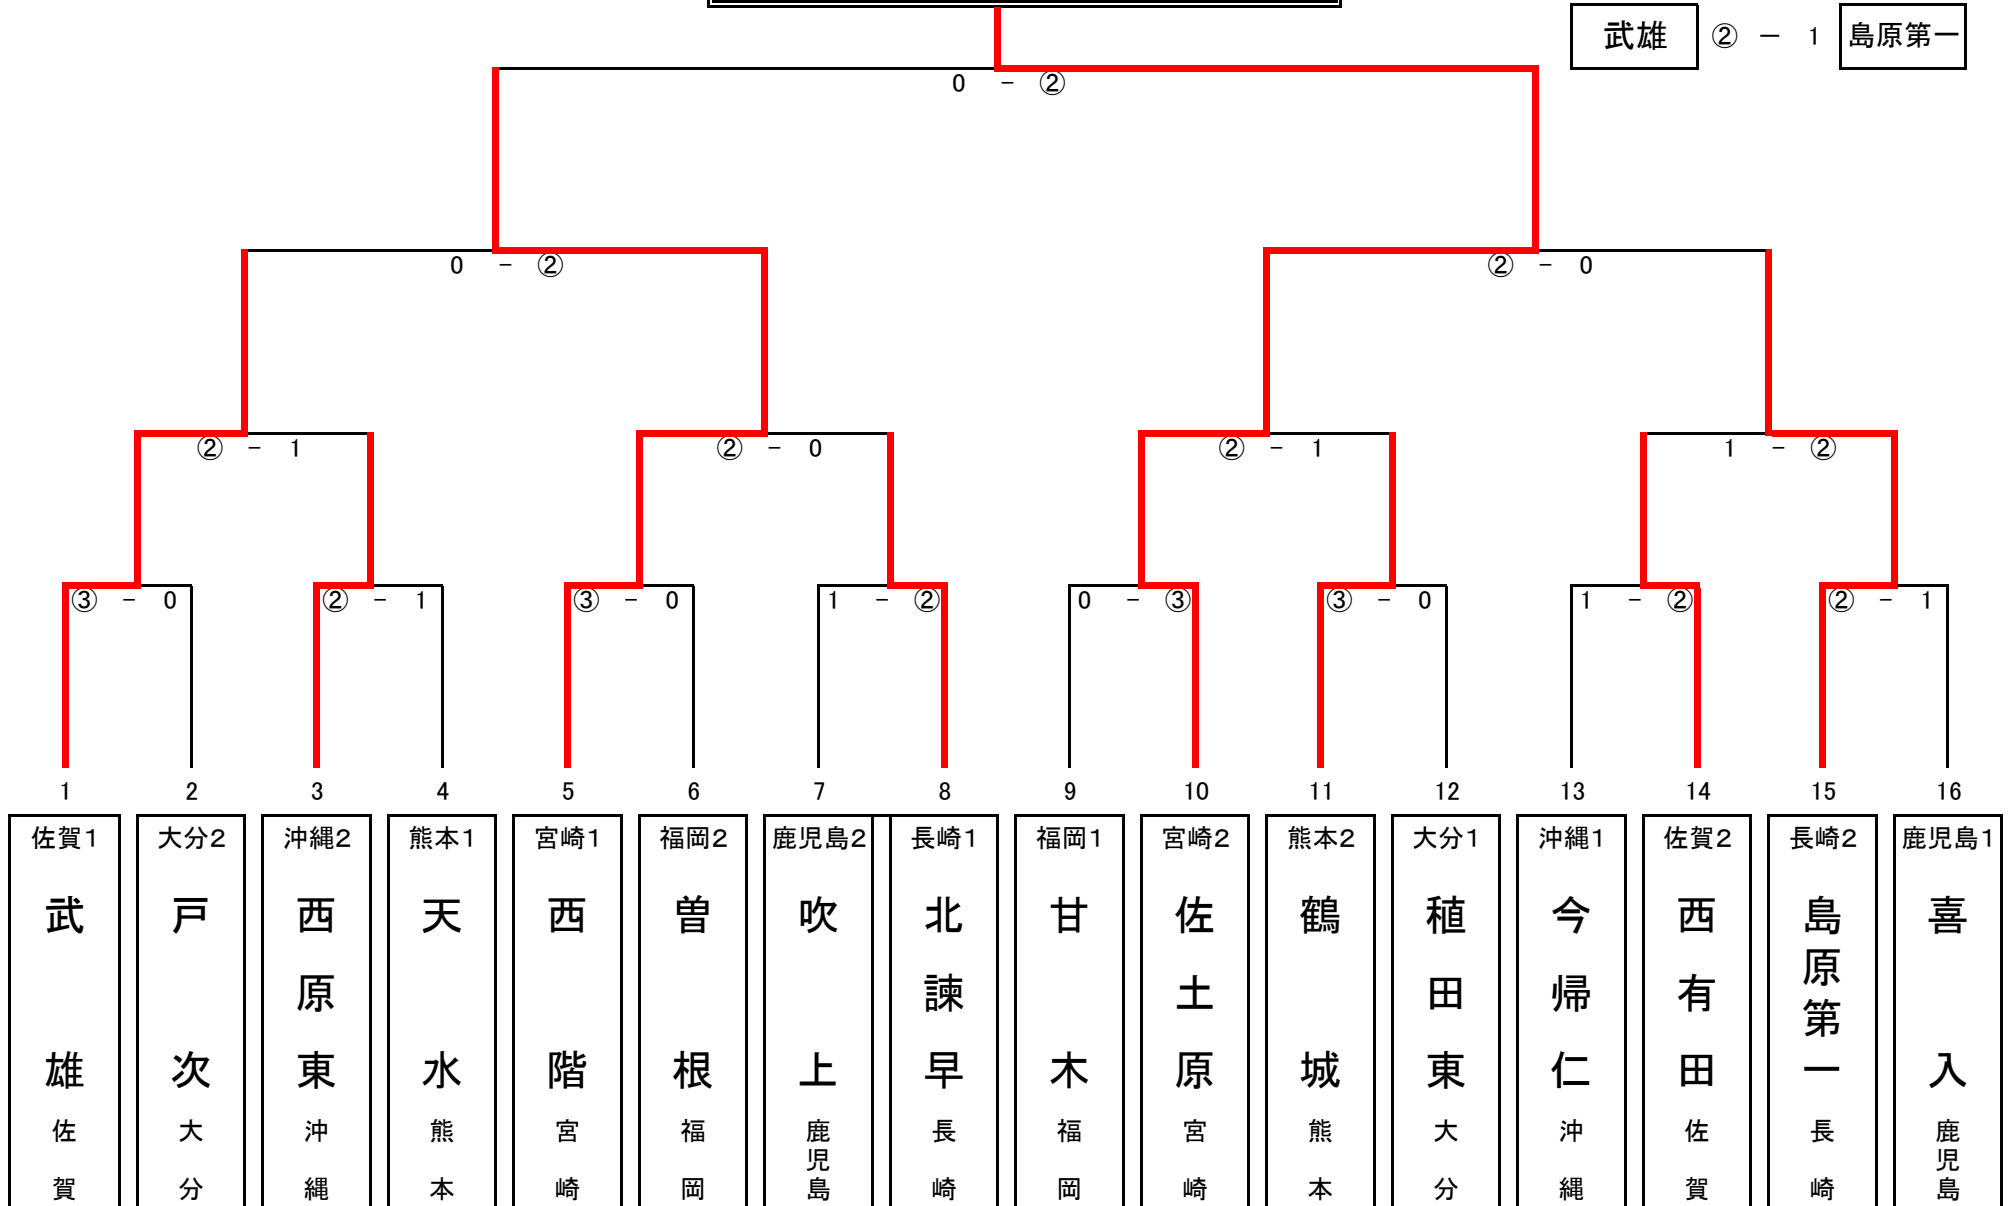 武雄 ② － 1 島原第一
0 － ②
0 － ② ② － 0
② － 1 ② － 0 ② － 1 1 － ②
③ － 0 ② － 1 ③ － 0 1 － ② 0 － ③ ③ － 0 1 － ② ② － 1
1 2 3 4 5 6 7 8 9 10 11 12 13 14 15 16
佐賀1 大分2 沖縄2 熊本1 宮崎1 福岡2 鹿児島2 長崎1 福岡1 宮崎2 熊本2 大分1 沖縄1 佐賀2 長崎2 鹿児島1
武雄 戸次 西原東 天水 西階 曽根 吹上 北諫早 甘木 佐土原 鶴城 稙田東 今帰仁 西有田 島原第一 喜入
佐賀 大分 沖縄 熊本 宮崎 福岡 鹿児島 長崎 福岡 宮崎 熊本 大分 沖縄 佐賀 長崎 鹿児島